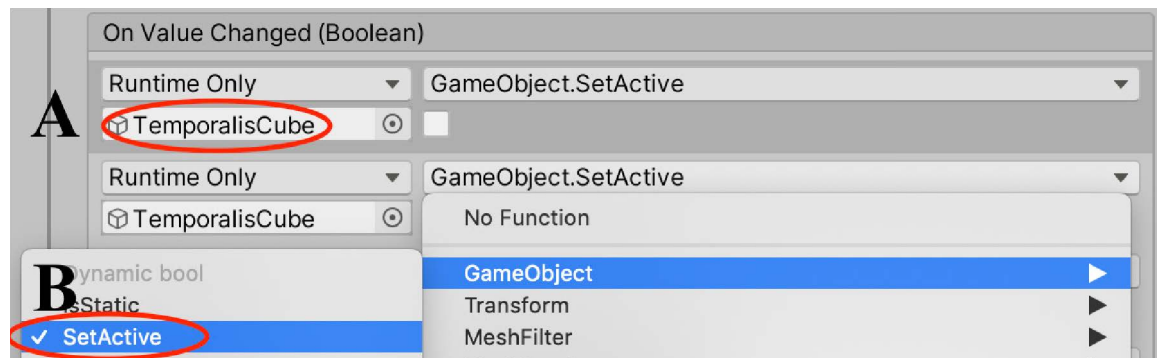 On Value Changed (Boolean)
Runtime Only GameObject.SetActive
A TemporalisCube
Runtime Only GameObject.SetActive
TemporalisCube No Function
Dynamic bool GameObject
B isStatic Transform
✓ SetActive MeshFilter